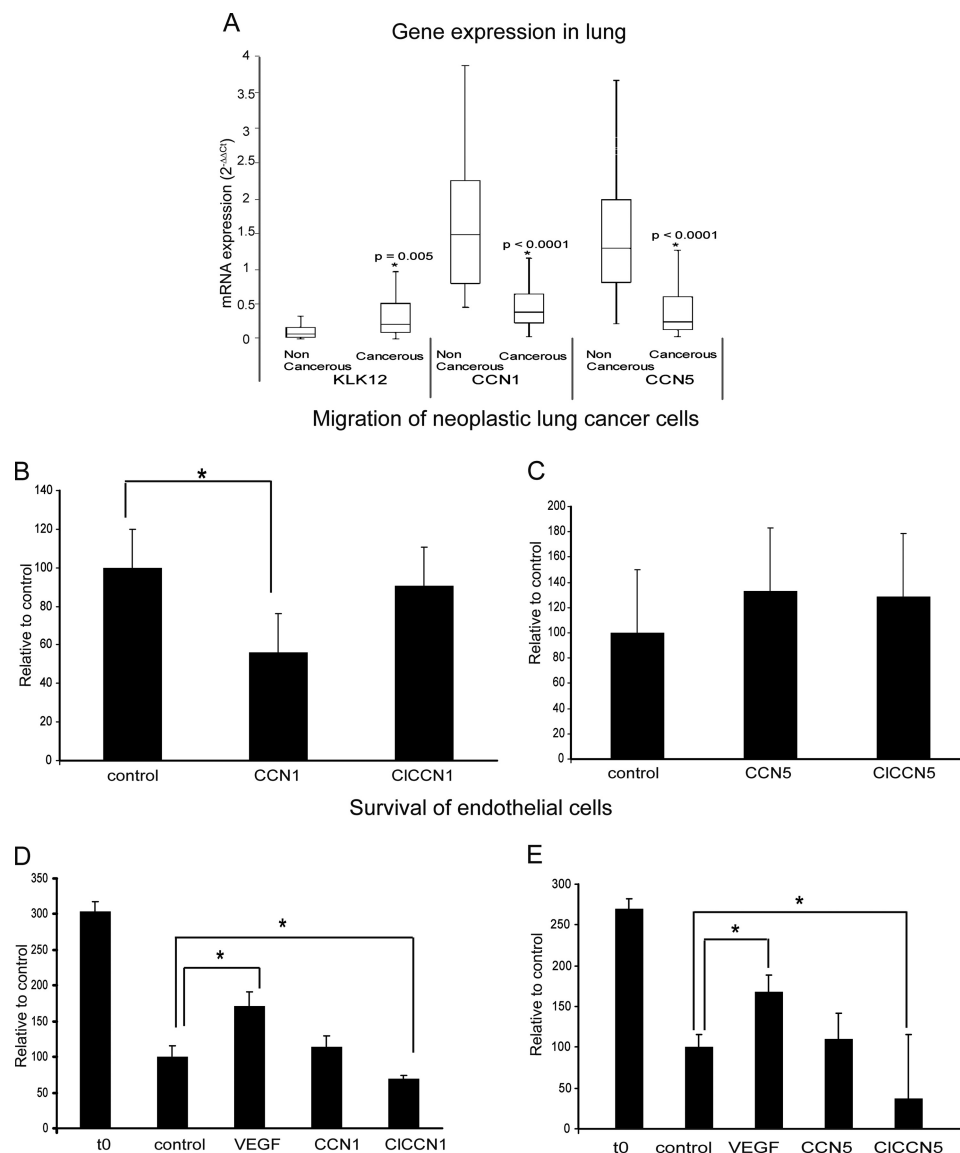 A
Gene expression in lung
mRNA expression (2-ΔΔCt)
4
3.5
3
2.5
2
1.5
1
0.5
0
p = 0.005
*
p < 0.0001
*
p < 0.0001
*
Non Cancerous
Cancerous
Non Cancerous
Cancerous
Non Cancerous
Cancerous
KLK12
CCN1
CCN5
Migration of neoplastic lung cancer cells
B
Relative to control
140
120
100
80
60
40
20
0
*
control CCN1 ClCCN1
C
Relative to control
200
180
160
140
120
100
80
60
40
20
0
control CCN5 ClCCN5
Survival of endothelial cells
D
Relative to control
350
300
250
200
150
100
50
0
*
*
t0 control VEGF CCN1 ClCCN1
E
Relative to control
300
250
200
150
100
50
0
*
*
t0 control VEGF CCN5 ClCCN5